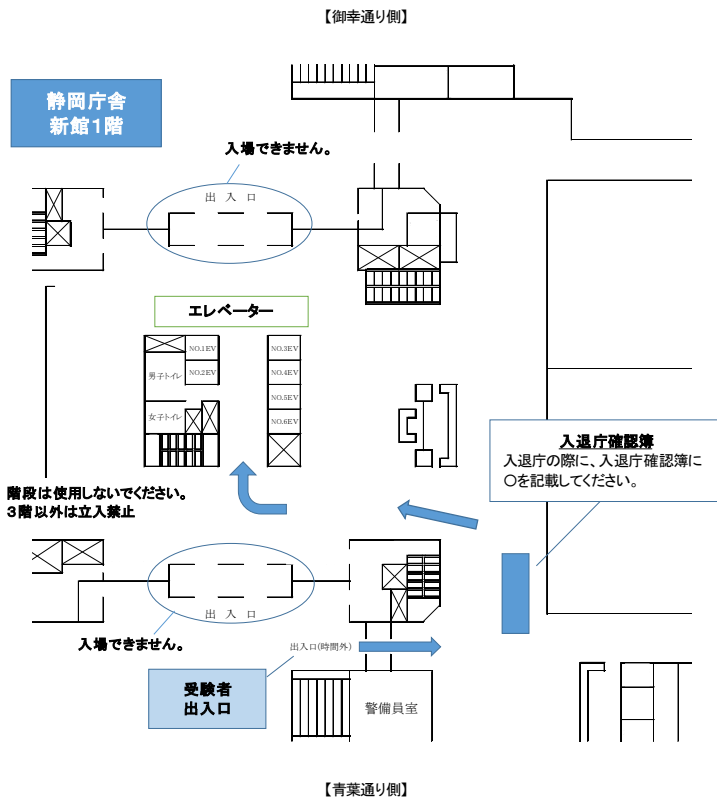 【御幸通り側】
静岡庁舎
新館１階
入場できません。
出 入 口
エレベーター
NO.1EV
NO.2EV
NO.3EV
NO.4EV
NO.5EV
NO.6EV
男子トイレ
女子トイレ
入退庁確認簿
入退庁の際に、入退庁確認簿に
○を記載してください。
階段は使用しないでください。
３階以外は立入禁止
出 入 口
入場できません。
出入口(時間外)
受験者
出入口
警備員室
【青葉通り側】